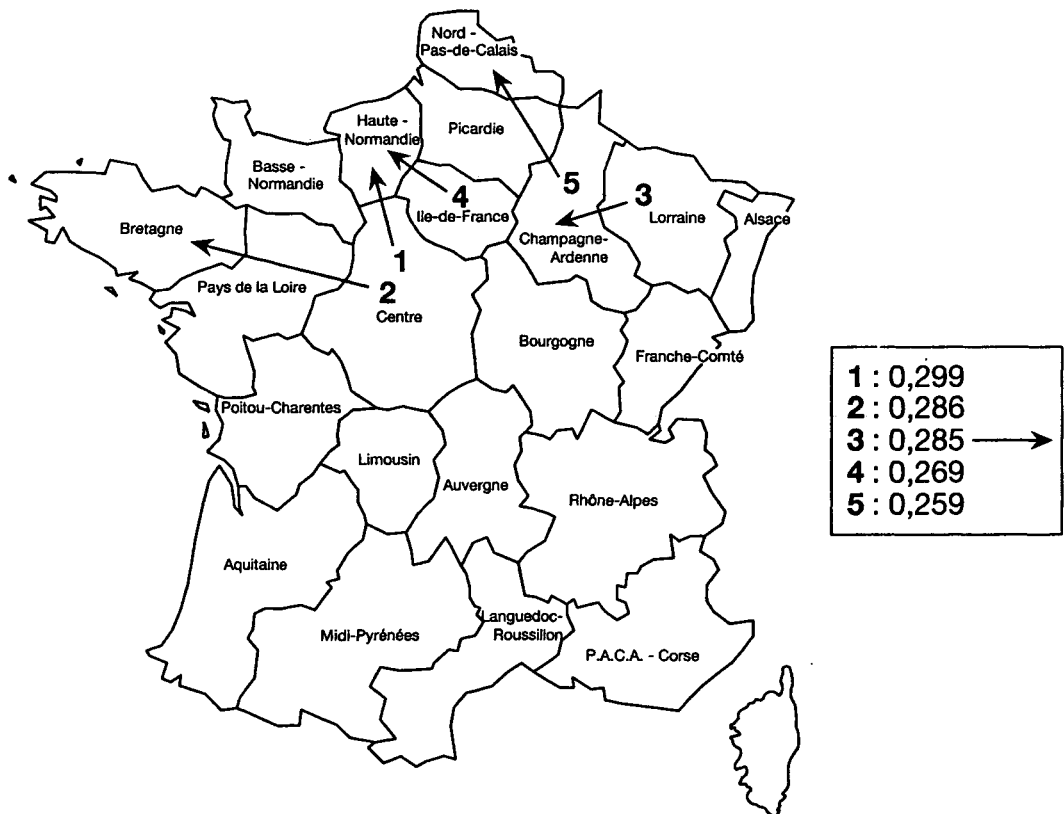 Nord -
Pas-de-Calais
Haute -
Normandie
Picardie
Basse -
Normandie
5
4
3
Ile-de-France
Lorraine
Alsace
Bretagne
Champagne-
Ardenne
1
2
Pays de la Loire
Centre
Bourgogne
Franche-Comté
Poitou-Charentes
Limousin
Auvergne
Rhône-Alpes
Aquitaine
Languedoc-
Roussillon
Midi-Pyrénées
P.A.C.A. - Corse
1 : 0,299
2 : 0,286
3 : 0,285
4 : 0,269
5 : 0,259